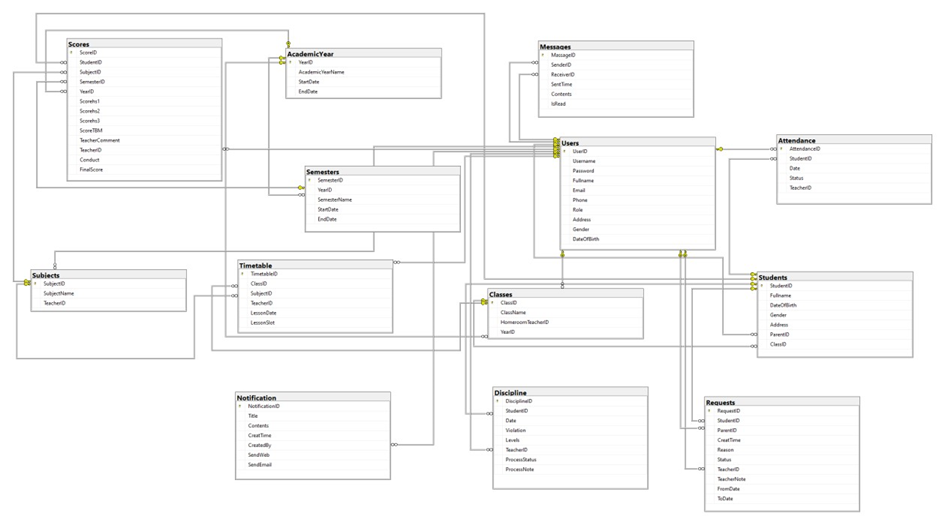 Scores
ScoreID
StudentID
SubjectID
SemesterID
YearID
Scorehs1
Scorehs2
Scorehs3
ScoreTBM
TeacherComment
TeacherID
Conduct
FinalScore
AcademicYear
YearID
AcademicYearName
StartDate
EndDate
Messages
MassageID
SenderID
ReceiverID
SentTime
Contents
IsRead
Users
UserID
Username
Password
Fullname
Email
Phone
Role
Address
Gender
DateOfBirth
Attendance
AttendanceID
StudentID
Date
Status
TeacherID
Semesters
SemesterID
YearID
SemesterName
StartDate
EndDate
Subjects
SubjectID
SubjectName
TeacherID
Timetable
TimetableID
ClassID
SubjectID
TeacherID
LessonDate
LessonSlot
Classes
ClassID
ClassName
HomeroomTeacherID
YearID
Students
StudentID
Fullname
DateOfBirth
Gender
Address
ParentID
ClassID
Notification
NotificationID
Title
Contents
CreatTime
CreatedBy
SendWeb
SendEmail
Discipline
DisciplineID
StudentID
Date
Violation
Levels
TeacherID
ProcessStatus
ProcessNote
Requests
RequestID
StudentID
ParentID
CreatTime
Reason
Status
TeacherID
TeacherNote
FromDate
ToDate